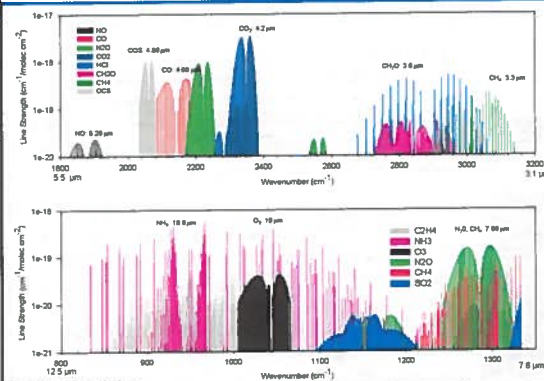 1e-17
1e-18
1e-19
1e-20
Line Strength (cm⁻¹/molec cm⁻²)
NO
CO
N2O
CO2
HCl
CH2O
CH4
OCS
NO 5.26 µm
COS 4.86 µm
CO 4.60 µm
CO₂ 4.2 µm
CH₂O 3.6 µm
CH₄ 3.3 µm
1800 2000 2200 2400 2600 2800 3000 3200
5.5 µm Wavenumber (cm⁻¹) 3.1 µm
1e-18
1e-19
1e-20
1e-21
Line Strength (cm⁻¹/molec cm⁻²)
NH₃
O₃ 10 µm
C2H4
NH3
O3
N2O
CH4
SO2
N₂O, CH₄ 7.66 µm
800 900 1000 1100 1200 1300
12.5 µm Wavenumber (cm⁻¹) 7.6 µm